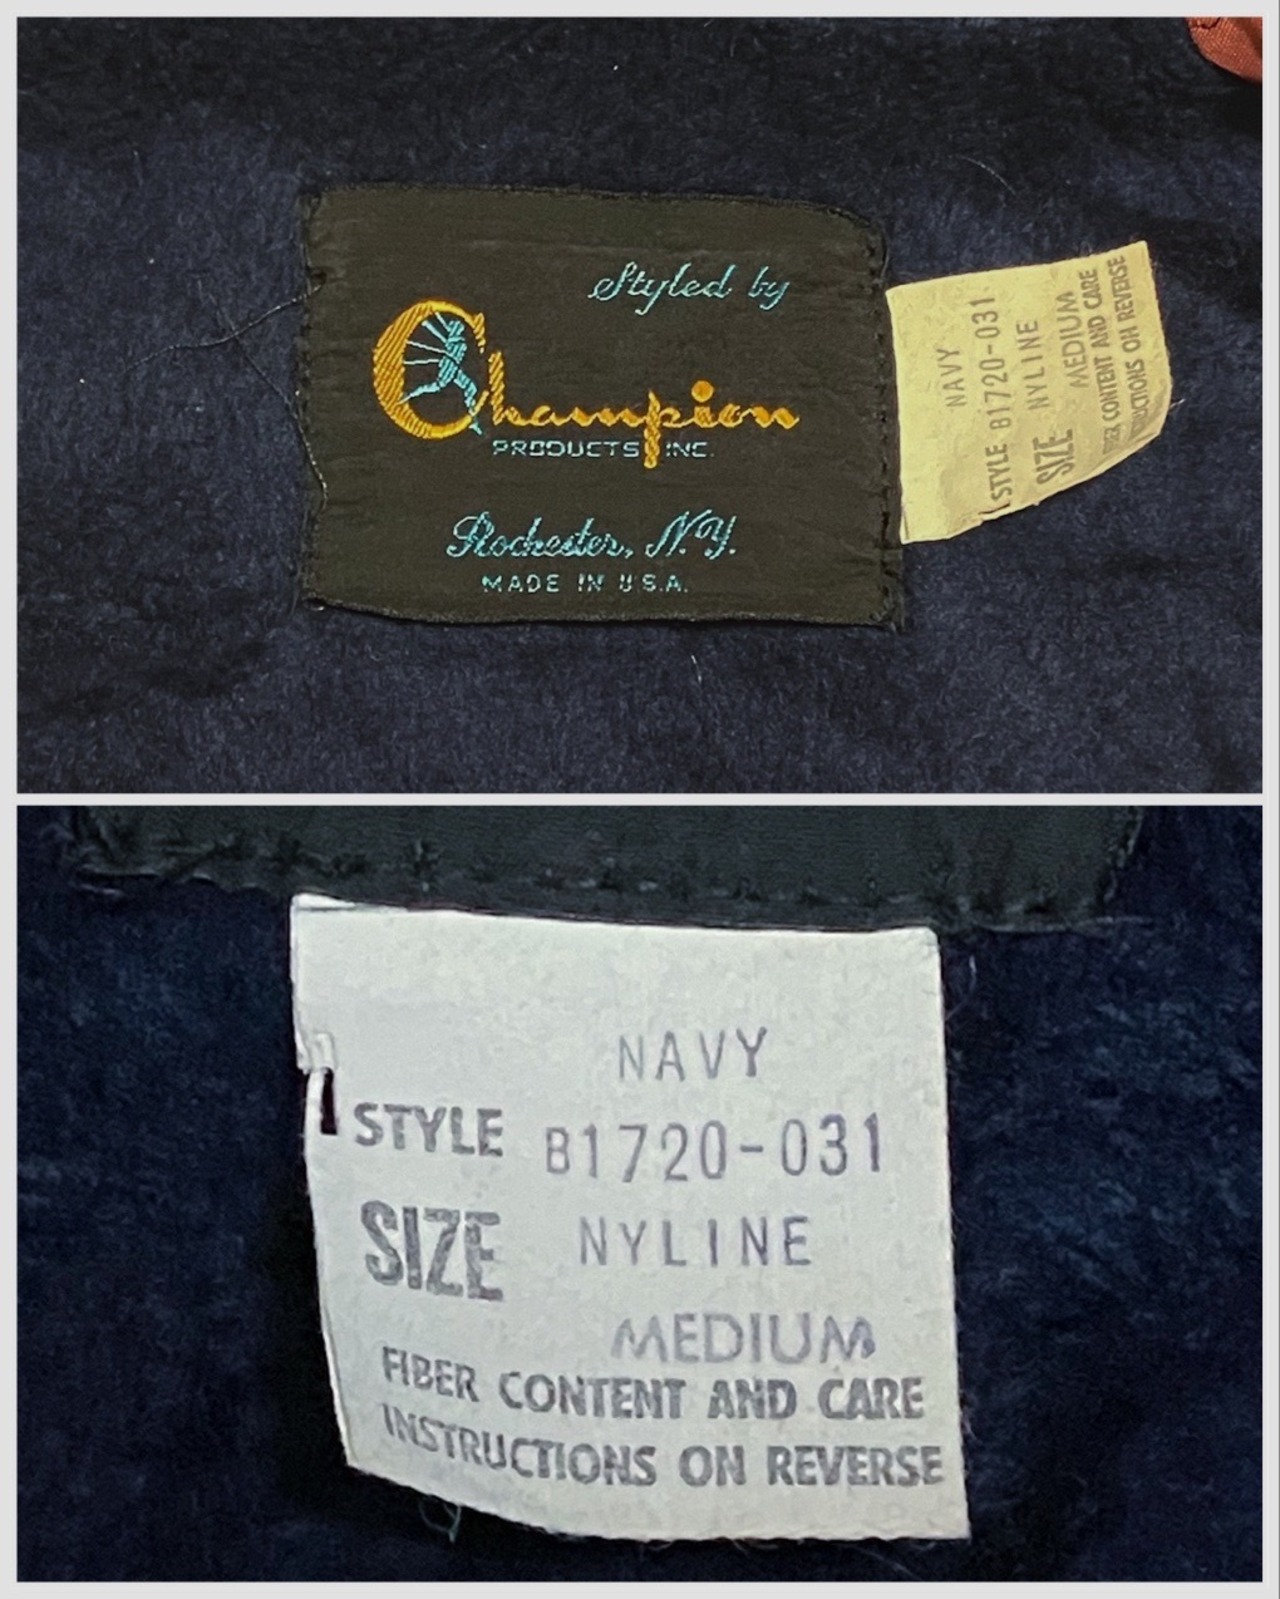 Styled by
Champion
PRODUCTS INC.
Rochester, N.Y.
MADE IN U.S.A.
NAVY
STYLE B1720-031
SIZE NYLINE
MEDIUM
FIBER CONTENT AND CARE
INSTRUCTIONS ON REVERSE
NAVY
STYLE B1720-031
SIZE NYLINE
MEDIUM
FIBER CONTENT AND CARE
INSTRUCTIONS ON REVERSE